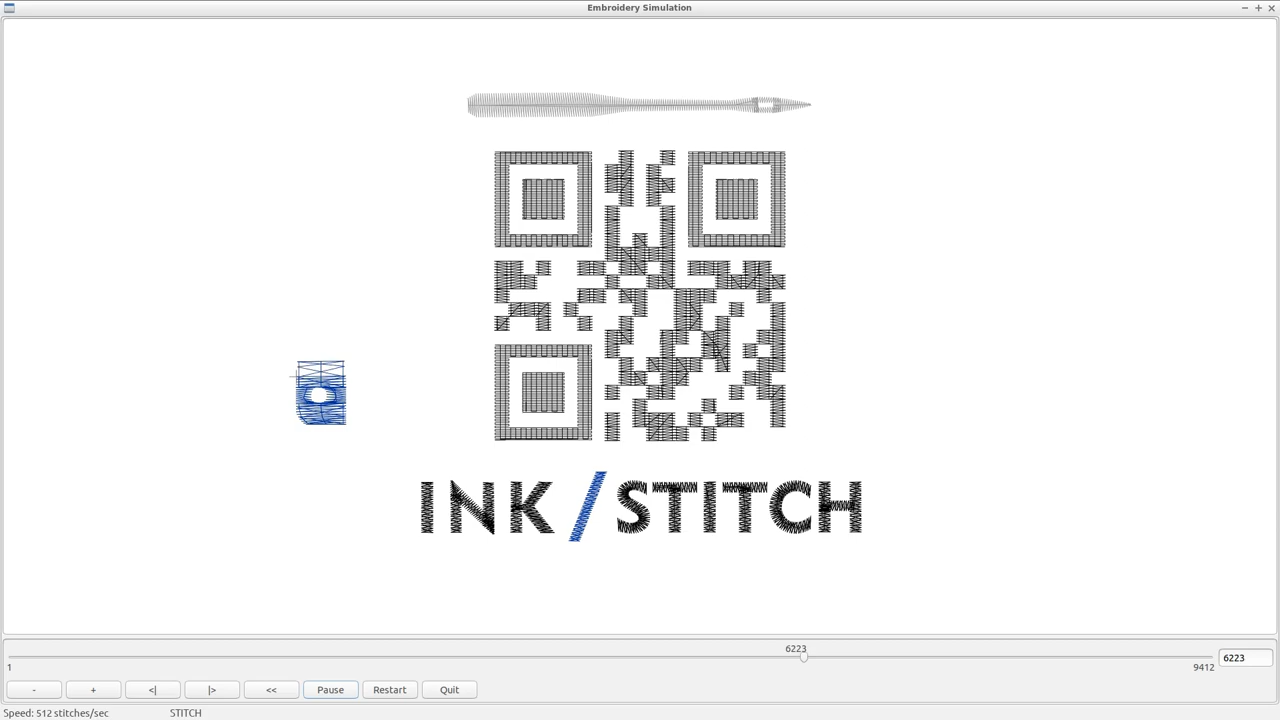 Embroidery Simulation
INK/STITCH
6223
1
9412
6223
-
+
<|
|>
<<
Pause
Restart
Quit
Speed: 512 stitches/sec
STITCH